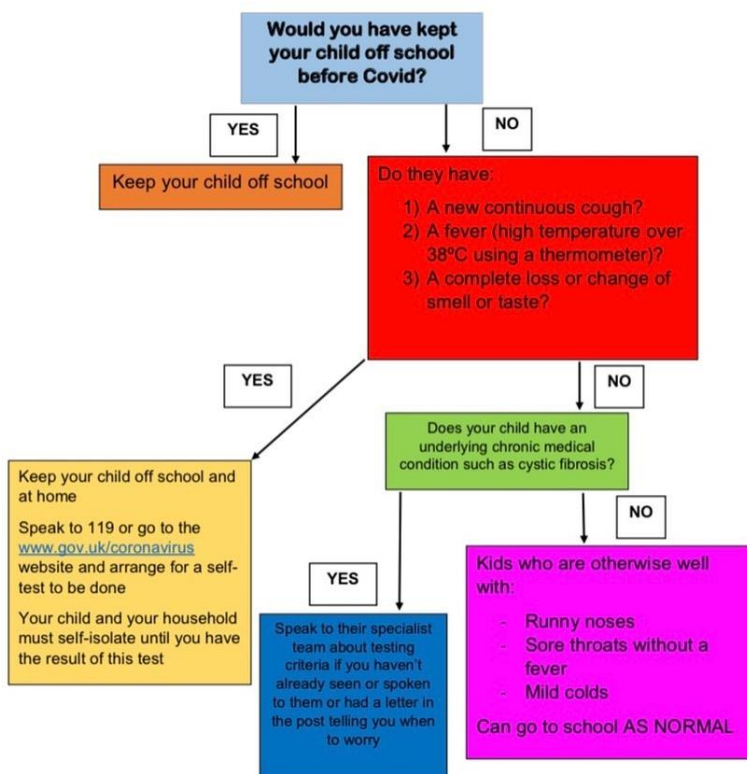 Would you have kept
your child off school
before Covid?
YES
NO
Keep your child off school
Do they have:
1) A new continuous cough?
2) A fever (high temperature over
38ºC using a thermometer)?
3) A complete loss or change of
smell or taste?
YES
NO
Does your child have an
underlying chronic medical
condition such as cystic fibrosis?
Keep your child off school and
at home
Speak to 119 or go to the
www.gov.uk/coronavirus
website and arrange for a self-
test to be done
Your child and your household
must self-isolate until you have
the result of this test
YES
NO
Speak to their specialist
team about testing
criteria if you haven't
already seen or spoken
to them or had a letter in
the post telling you when
to worry
Kids who are otherwise well
with:
- Runny noses
- Sore throats without a
fever
- Mild colds
Can go to school AS NORMAL